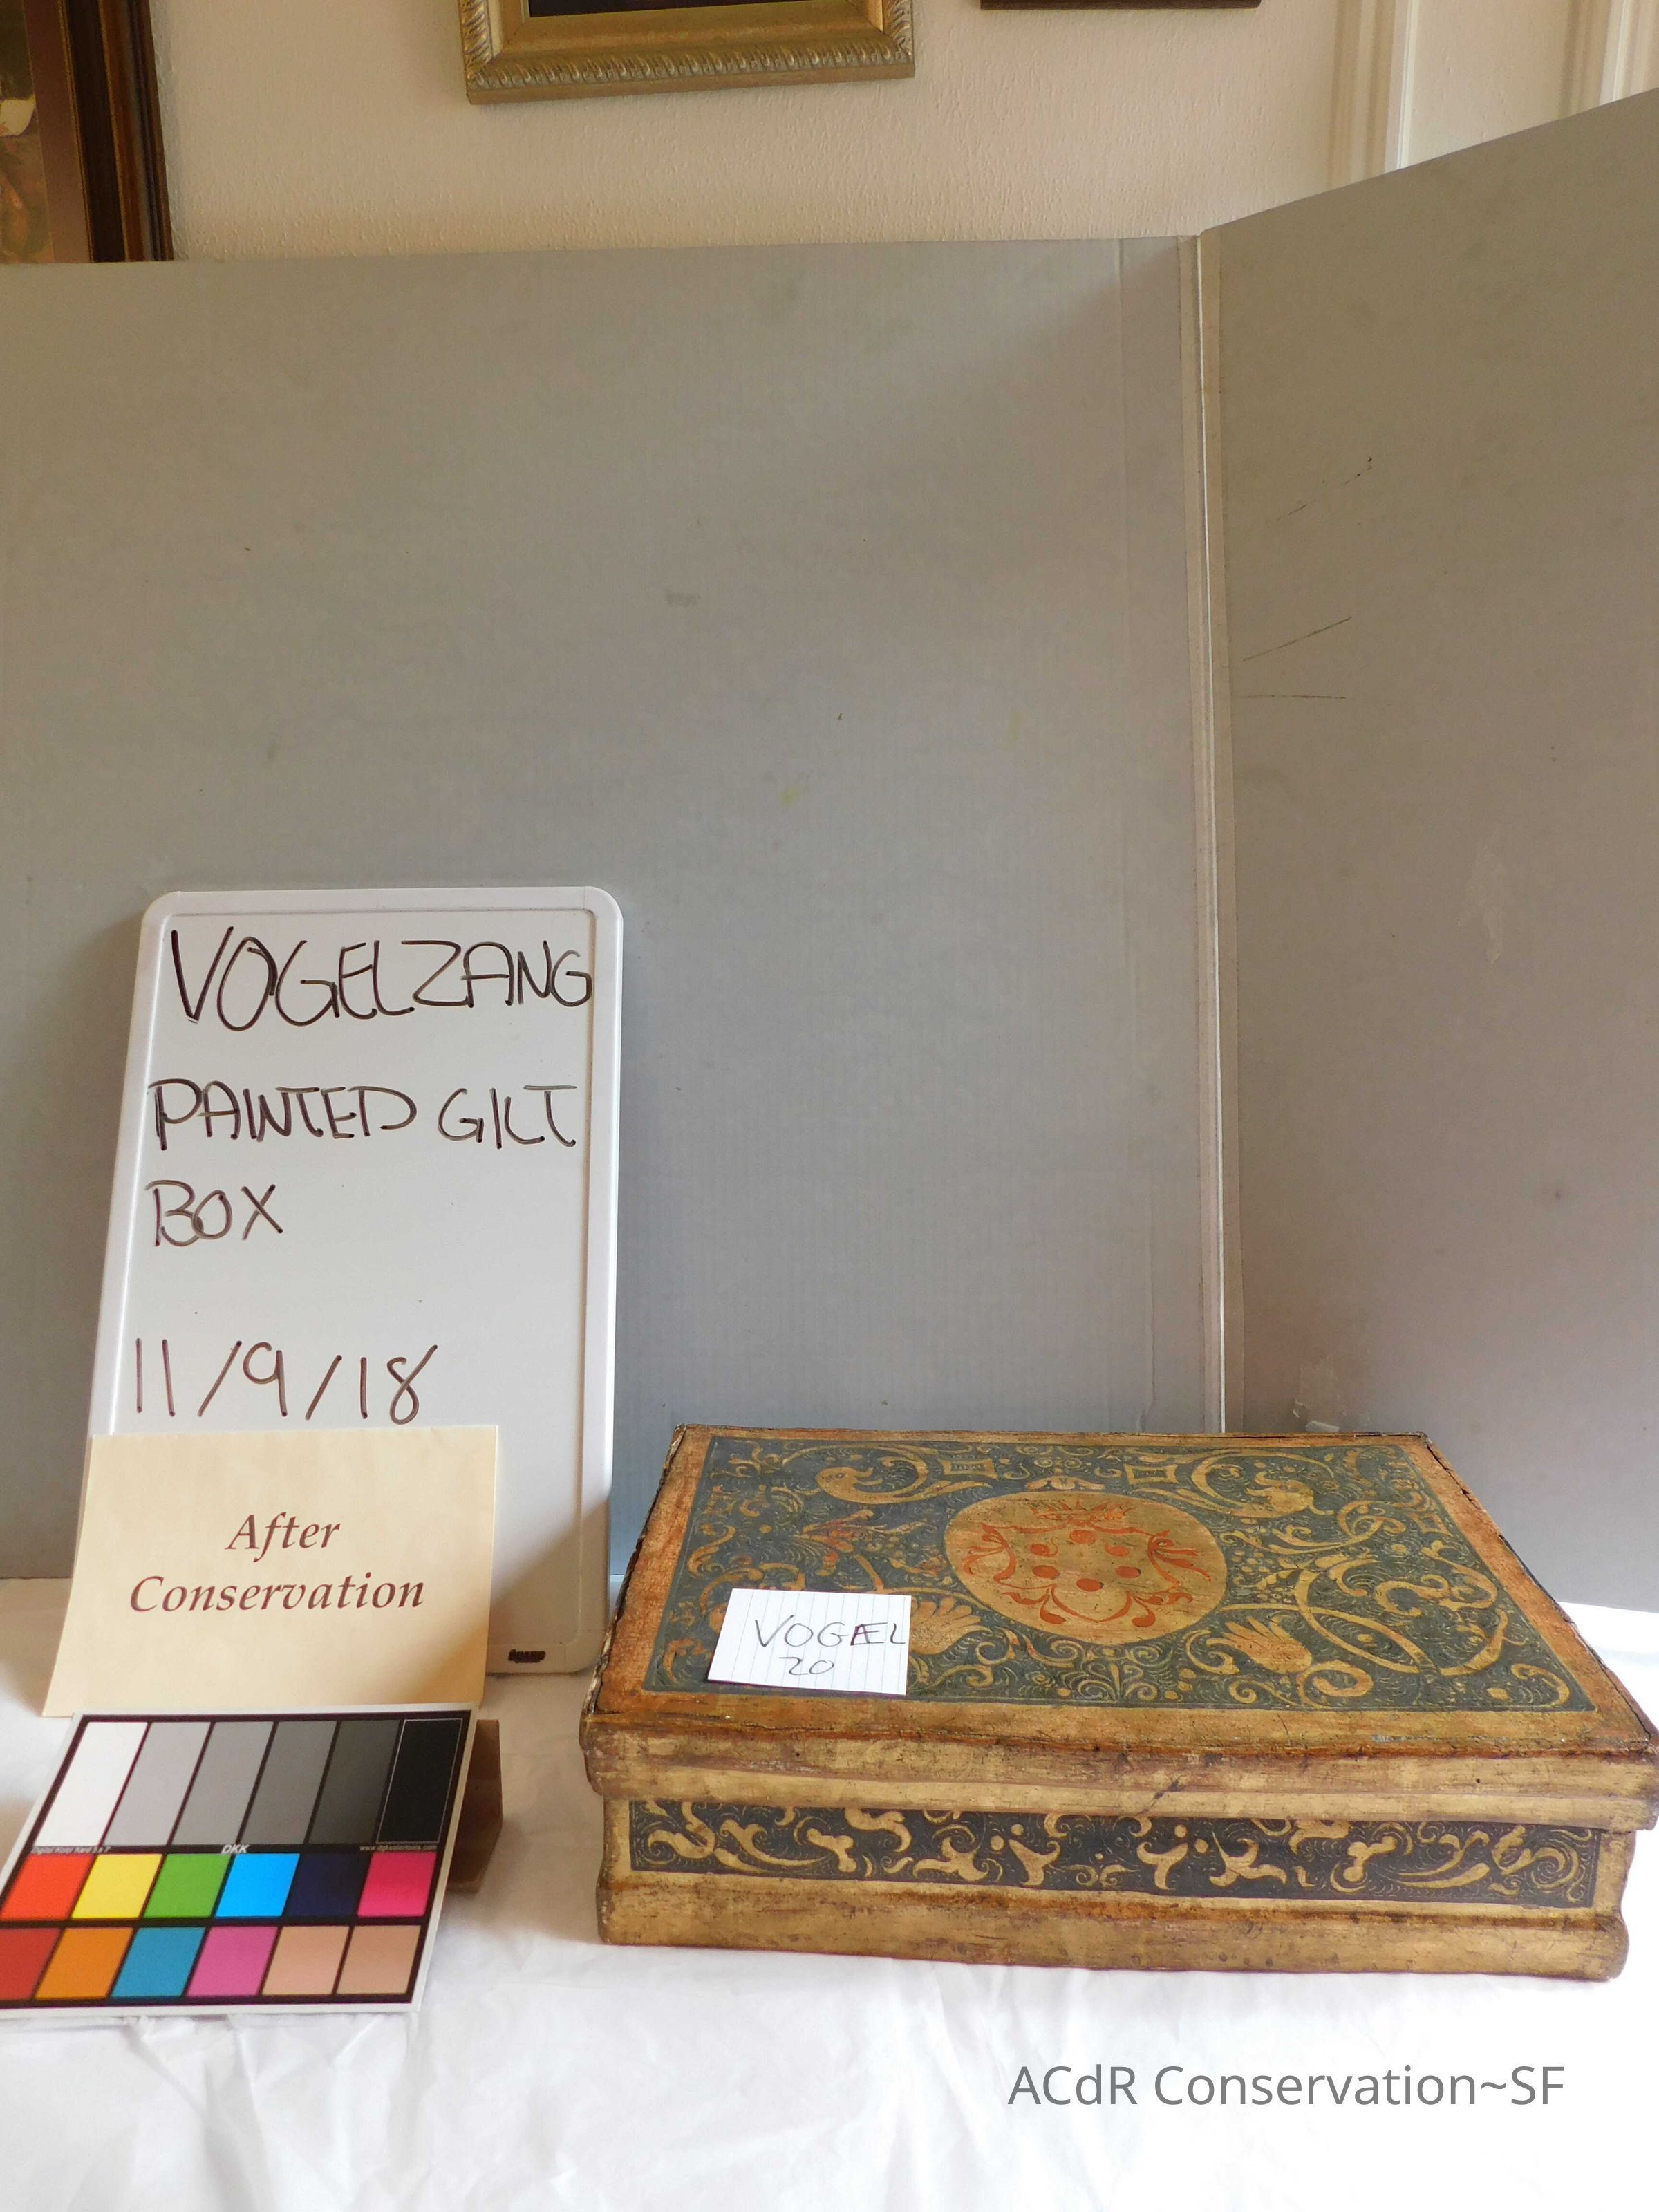 VOGELZANG
PAINTED GILT
BOX
11/9/18
After
Conservation
VOGEL
20
DKK
ACdR Conservation~SF